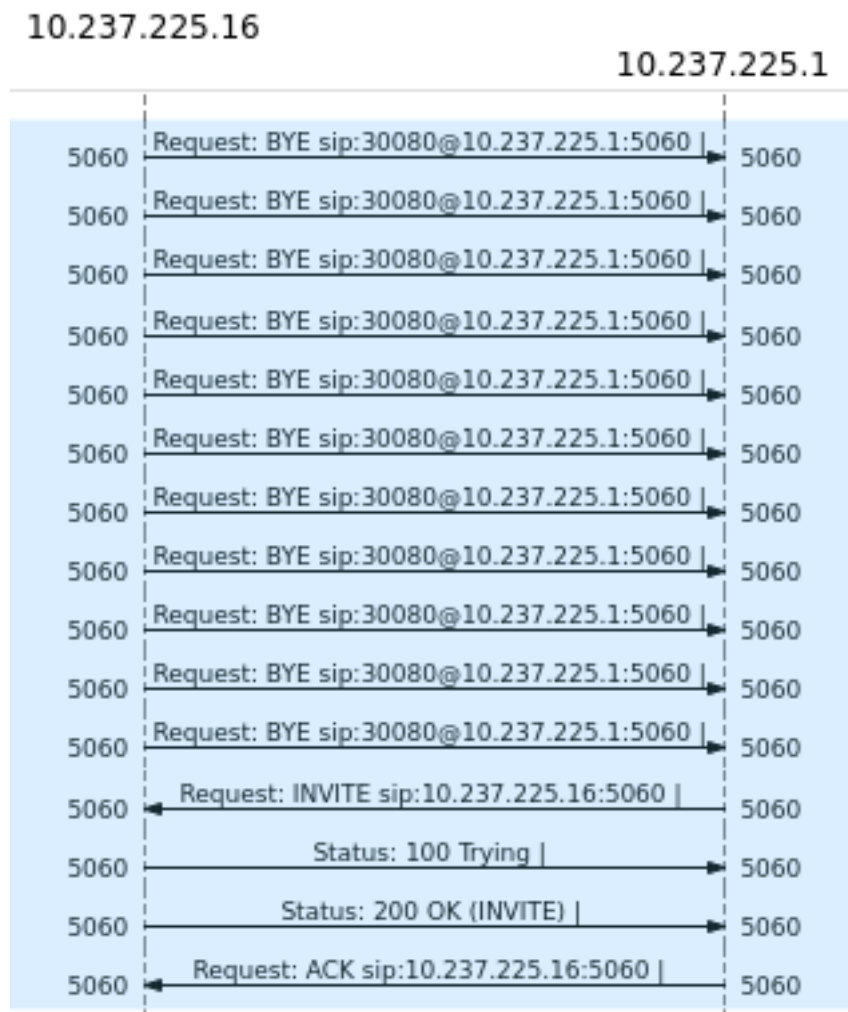 10.237.225.16
10.237.225.1
5060 Request: BYE sip:30080@10.237.225.1:5060 | 5060
5060 Request: BYE sip:30080@10.237.225.1:5060 | 5060
5060 Request: BYE sip:30080@10.237.225.1:5060 | 5060
5060 Request: BYE sip:30080@10.237.225.1:5060 | 5060
5060 Request: BYE sip:30080@10.237.225.1:5060 | 5060
5060 Request: BYE sip:30080@10.237.225.1:5060 | 5060
5060 Request: BYE sip:30080@10.237.225.1:5060 | 5060
5060 Request: BYE sip:30080@10.237.225.1:5060 | 5060
5060 Request: BYE sip:30080@10.237.225.1:5060 | 5060
5060 Request: BYE sip:30080@10.237.225.1:5060 | 5060
5060 Request: BYE sip:30080@10.237.225.1:5060 | 5060
5060 Request: INVITE sip:10.237.225.16:5060 | 5060
5060 Status: 100 Trying | 5060
5060 Status: 200 OK (INVITE) | 5060
5060 Request: ACK sip:10.237.225.16:5060 | 5060